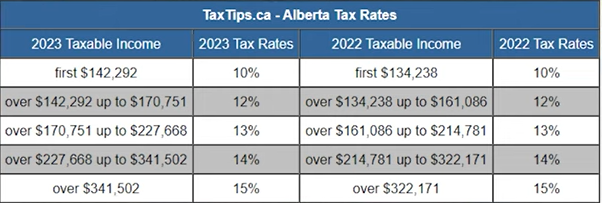 TaxTips.ca - Alberta Tax Rates
2023 Taxable Income 2023 Tax Rates 2022 Taxable Income 2022 Tax Rates
first $142,292 10% first $134,238 10%
over $142,292 up to $170,751 12% over $134,238 up to $161,086 12%
over $170,751 up to $227,668 13% over $161,086 up to $214,781 13%
over $227,668 up to $341,502 14% over $214,781 up to $322,171 14%
over $341,502 15% over $322,171 15%